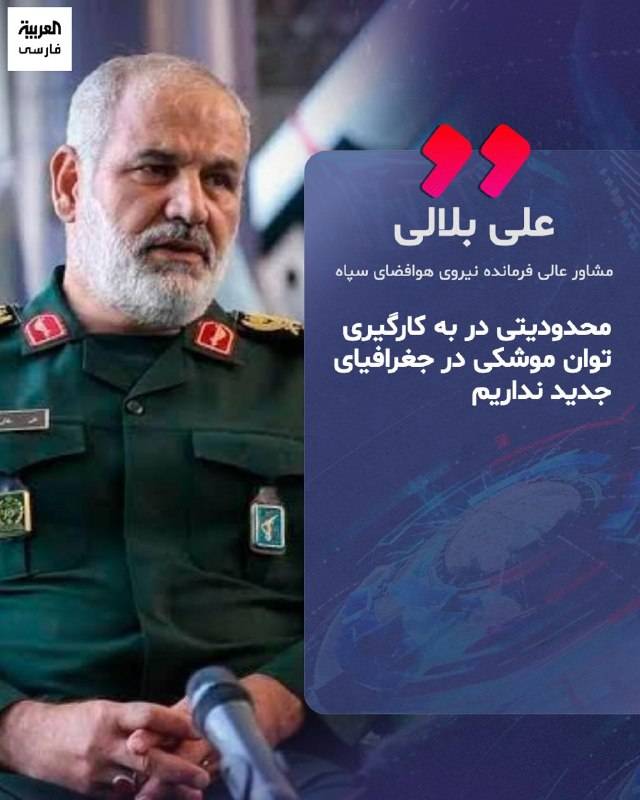 العربية
فارسی
علی بلالی
مشاور عالی فرمانده نیروی هوافضای سپاه
محدودیتی در به کارگیری
توان موشکی در جغرافیای
جدید نداریم